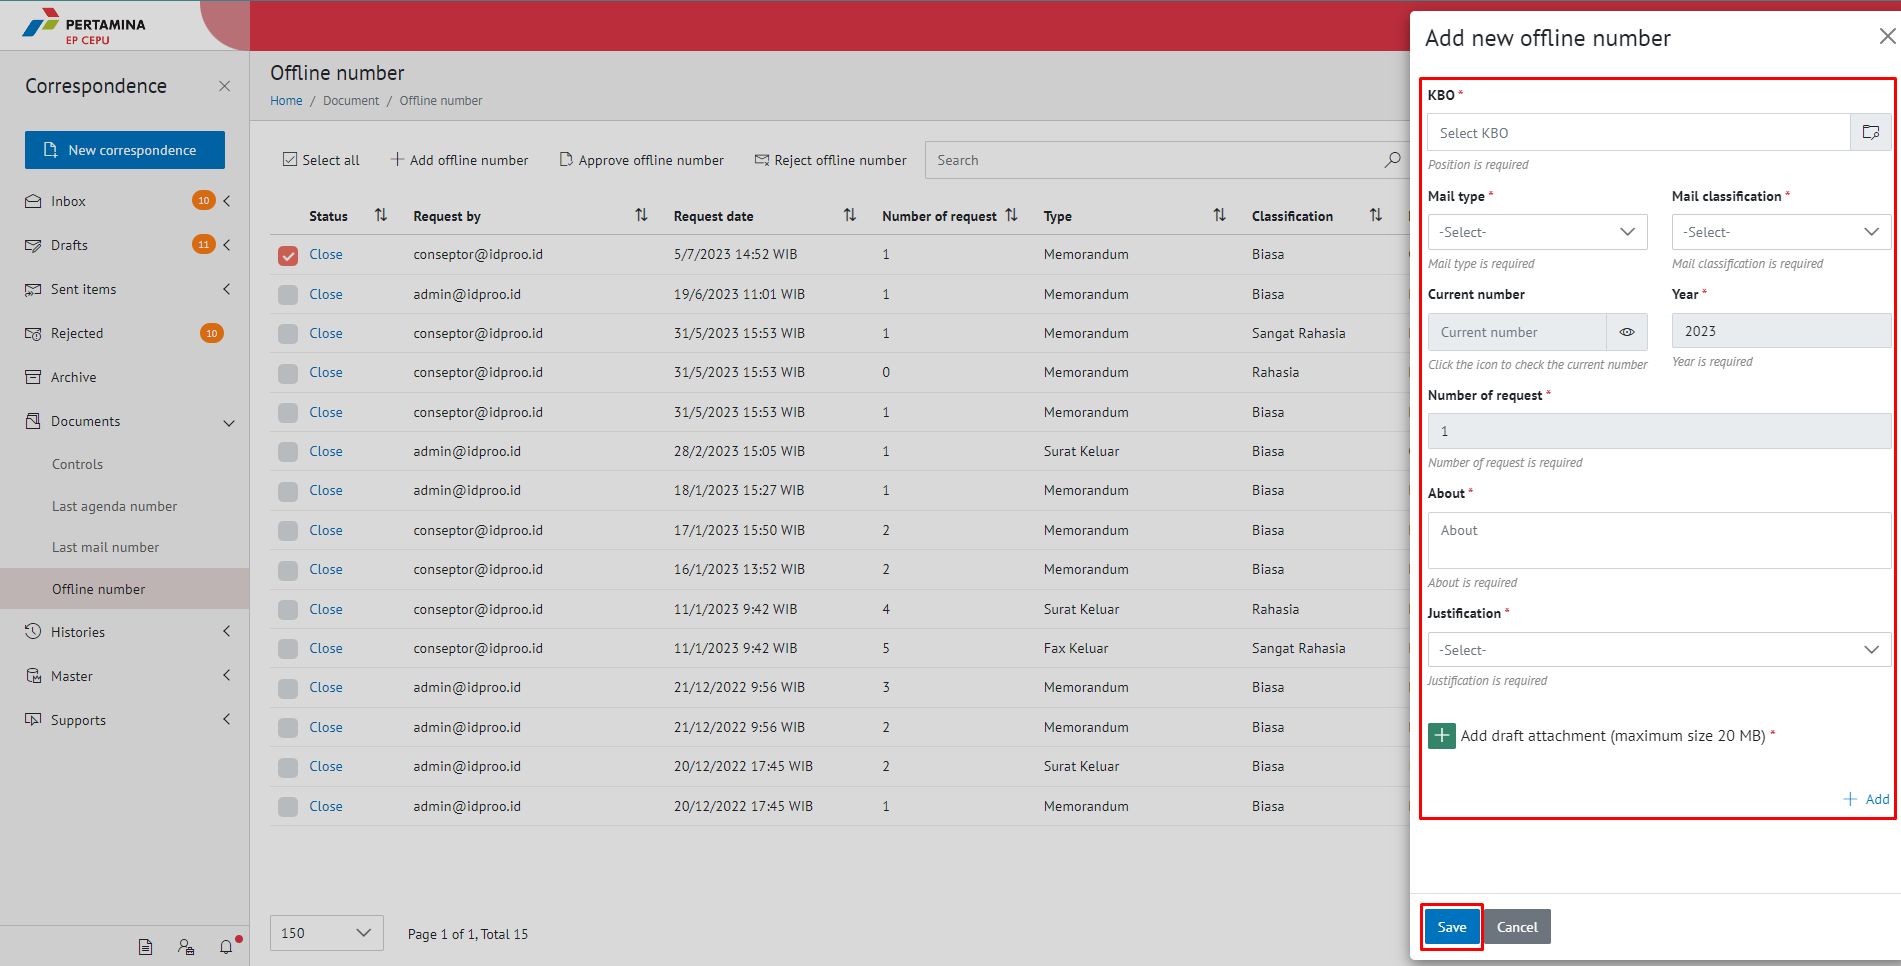 PERTAMINA
EP CEPU
Correspondence
New correspondence
Inbox 10
Drafts 11
Sent items
Rejected 10
Archive
Documents
Controls
Last agenda number
Last mail number
Offline number
Histories
Master
Supports
Offline number
Home / Document / Offline number
Select all Add offline number Approve offline number Reject offline number Search
Status Request by Request date Number of request Type Classification
Close conseptor@idproo.id 5/7/2023 14:52 WIB 1 Memorandum Biasa
Close admin@idproo.id 19/6/2023 11:01 WIB 1 Memorandum Biasa
Close conseptor@idproo.id 31/5/2023 15:53 WIB 1 Memorandum Sangat Rahasia
Close conseptor@idproo.id 31/5/2023 15:53 WIB 0 Memorandum Rahasia
Close conseptor@idproo.id 31/5/2023 15:53 WIB 1 Memorandum Biasa
Close admin@idproo.id 28/2/2023 15:05 WIB 1 Surat Keluar Biasa
Close admin@idproo.id 18/1/2023 15:27 WIB 1 Memorandum Biasa
Close conseptor@idproo.id 17/1/2023 15:50 WIB 2 Memorandum Biasa
Close conseptor@idproo.id 16/1/2023 13:52 WIB 2 Memorandum Biasa
Close conseptor@idproo.id 11/1/2023 9:42 WIB 4 Surat Keluar Rahasia
Close conseptor@idproo.id 11/1/2023 9:42 WIB 5 Fax Keluar Sangat Rahasia
Close admin@idproo.id 21/12/2022 9:56 WIB 3 Memorandum Biasa
Close admin@idproo.id 21/12/2022 9:56 WIB 2 Memorandum Biasa
Close admin@idproo.id 20/12/2022 17:45 WIB 2 Surat Keluar Biasa
Close admin@idproo.id 20/12/2022 17:45 WIB 1 Memorandum Biasa
150 Page 1 of 1, Total 15
Add new offline number
KBO *
Select KBO
Position is required
Mail type * Mail classification *
-Select- -Select-
Mail type is required Mail classification is required
Current number Year *
Current number 2023
Click the icon to check the current number Year is required
Number of request *
1
Number of request is required
About *
About
About is required
Justification *
-Select-
Justification is required
Add draft attachment (maximum size 20 MB) *
Add
Save Cancel